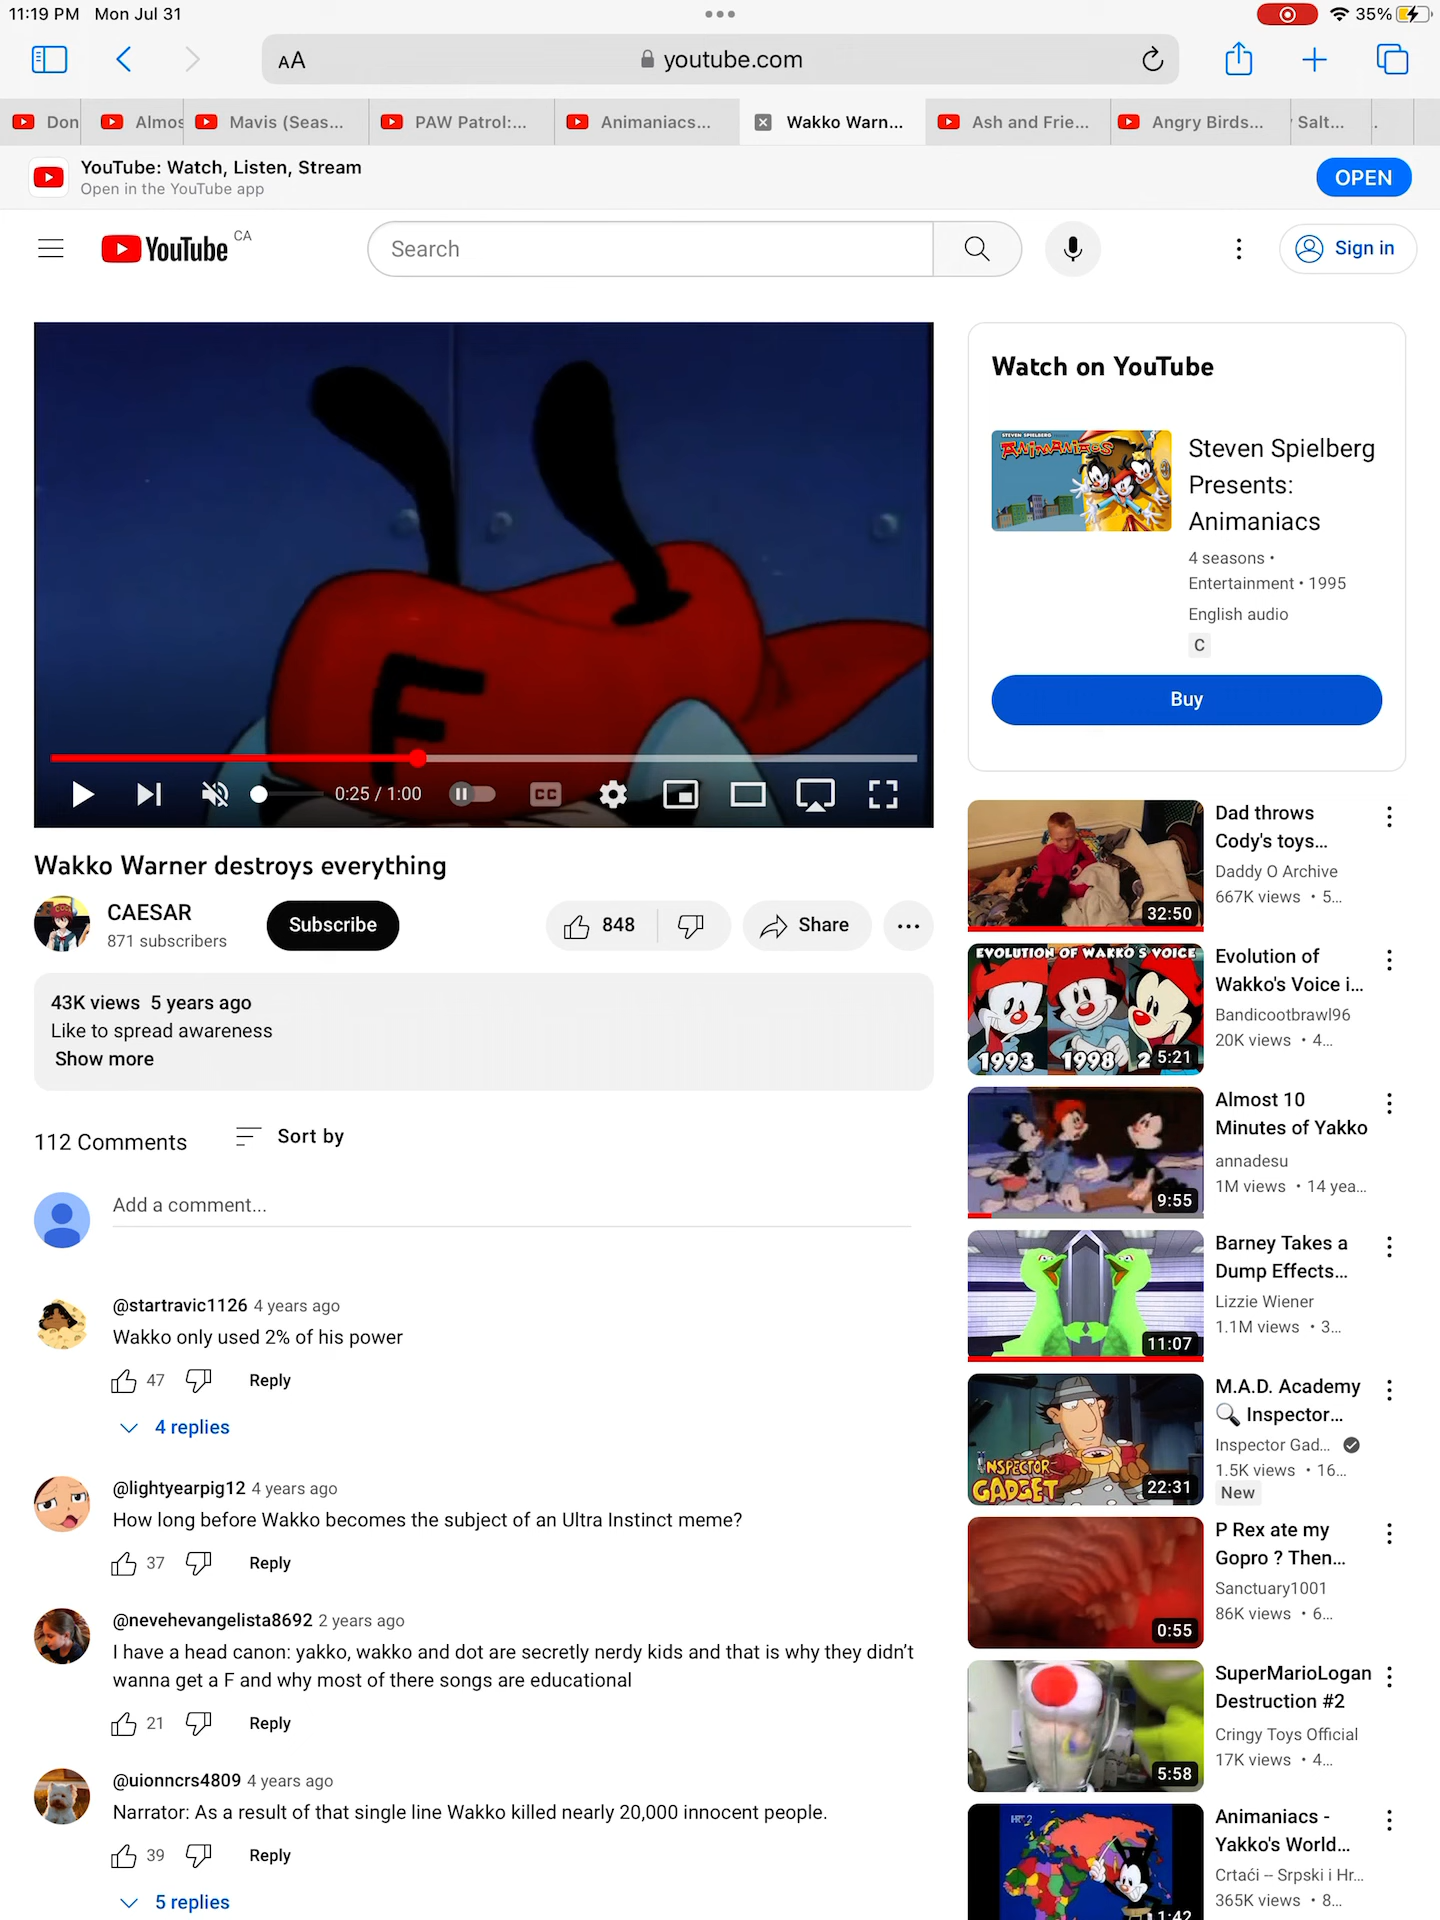 11:19 PM Mon Jul 31
35%
AA
youtube.com
Don
Almos
Mavis (Seas...
PAW Patrol:...
Animaniacs...
Wakko Warn...
Ash and Frie...
Angry Birds...
Salt...
YouTube: Watch, Listen, Stream
Open in the YouTube app
OPEN
YouTube CA
Search
Sign in
F
0:25 / 1:00
CC
Wakko Warner destroys everything
CAESAR
871 subscribers
Subscribe
848
Share
43K views 5 years ago
Like to spread awareness
Show more
112 Comments
Sort by
Add a comment...
@startravic1126 4 years ago
Wakko only used 2% of his power
47
Reply
4 replies
@lightyearpig12 4 years ago
How long before Wakko becomes the subject of an Ultra Instinct meme?
37
Reply
@nevehevangelista8692 2 years ago
I have a head canon: yakko, wakko and dot are secretly nerdy kids and that is why they didn't
wanna get a F and why most of there songs are educational
21
Reply
@uionncrs4809 4 years ago
Narrator: As a result of that single line Wakko killed nearly 20,000 innocent people.
39
Reply
5 replies
Watch on YouTube
STEVEN SPIELBERG
ANIMANIACS
Steven Spielberg
Presents:
Animaniacs
4 seasons •
Entertainment • 1995
English audio
C
Buy
32:50
Dad throws
Cody's toys...
Daddy O Archive
667K views • 5...
EVOLUTION OF WAKKO'S VOICE
1993 1998 2
5:21
Evolution of
Wakko's Voice i...
Bandicootbrawl96
20K views • 4...
9:55
Almost 10
Minutes of Yakko
annadesu
1M views • 14 yea...
11:07
Barney Takes a
Dump Effects...
Lizzie Wiener
1.1M views • 3...
INSPECTOR
GADGET
22:31
M.A.D. Academy
🔍 Inspector...
Inspector Gad...
1.5K views • 16...
New
0:55
P Rex ate my
Gopro ? Then...
Sanctuary1001
86K views • 6...
5:58
SuperMarioLogan
Destruction #2
Cringy Toys Official
17K views • 4...
HRT 2
1:42
Animaniacs -
Yakko's World...
Crtaći – Srpski i Hr...
365K views • 8...